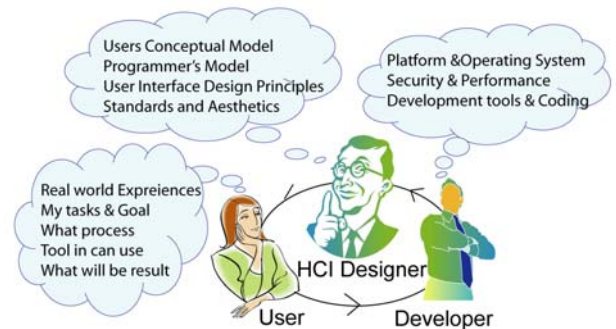 Users Conceptual Model
Programmer's Model
User Interface Design Principles
Standards and Aesthetics
Platform &Operating System
Security & Performance
Development tools & Coding
Real world Expreiences
My tasks & Goal
What process
Tool in can use
What will be result
HCI Designer
User
Developer